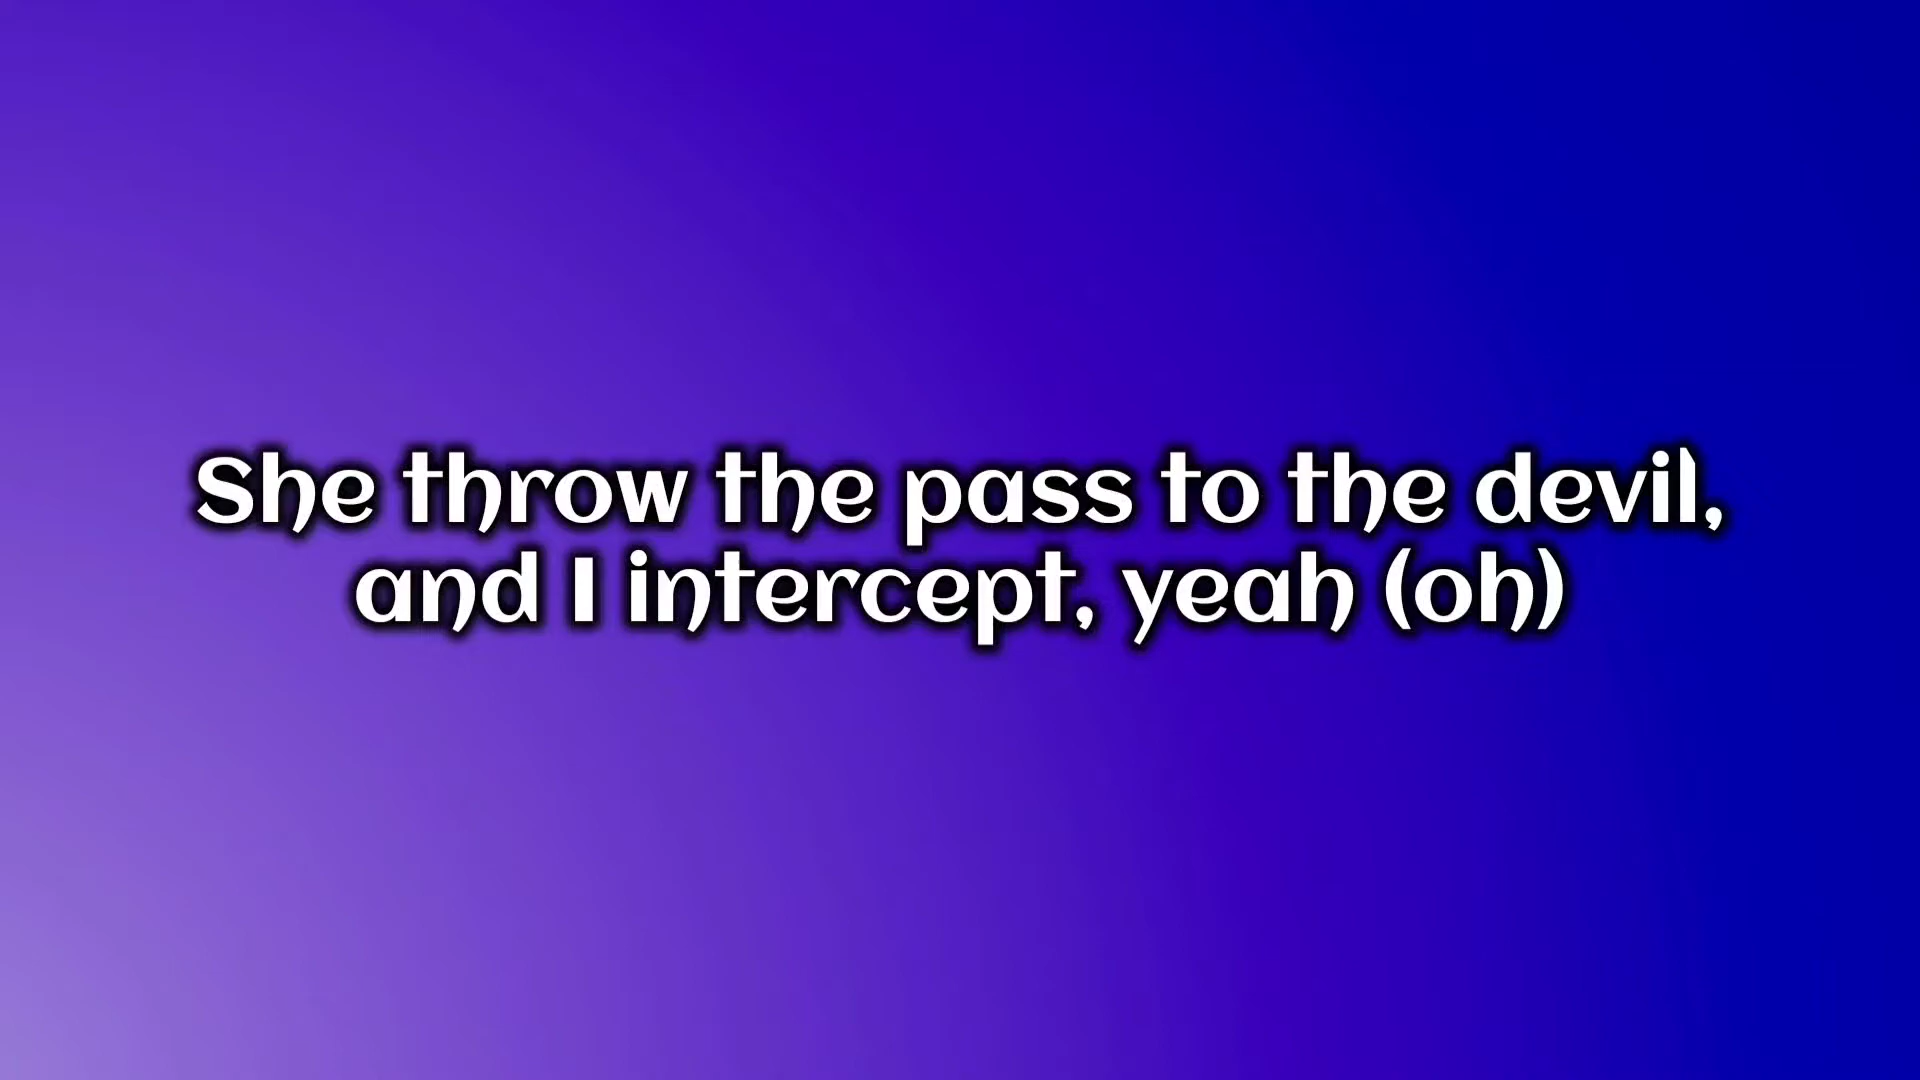 She throw the pass to the devil,
and I intercept, yeah (oh)